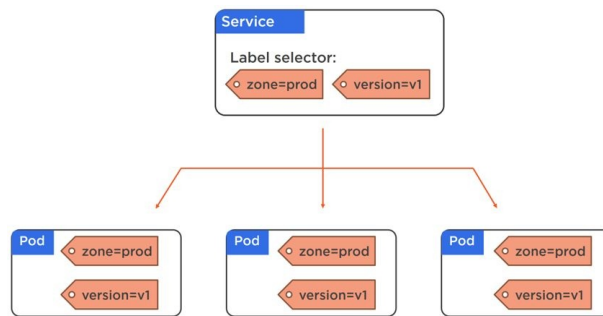 Service
Label selector:
zone=prod version=v1
Pod zone=prod Pod zone=prod Pod zone=prod
version=v1 version=v1 version=v1